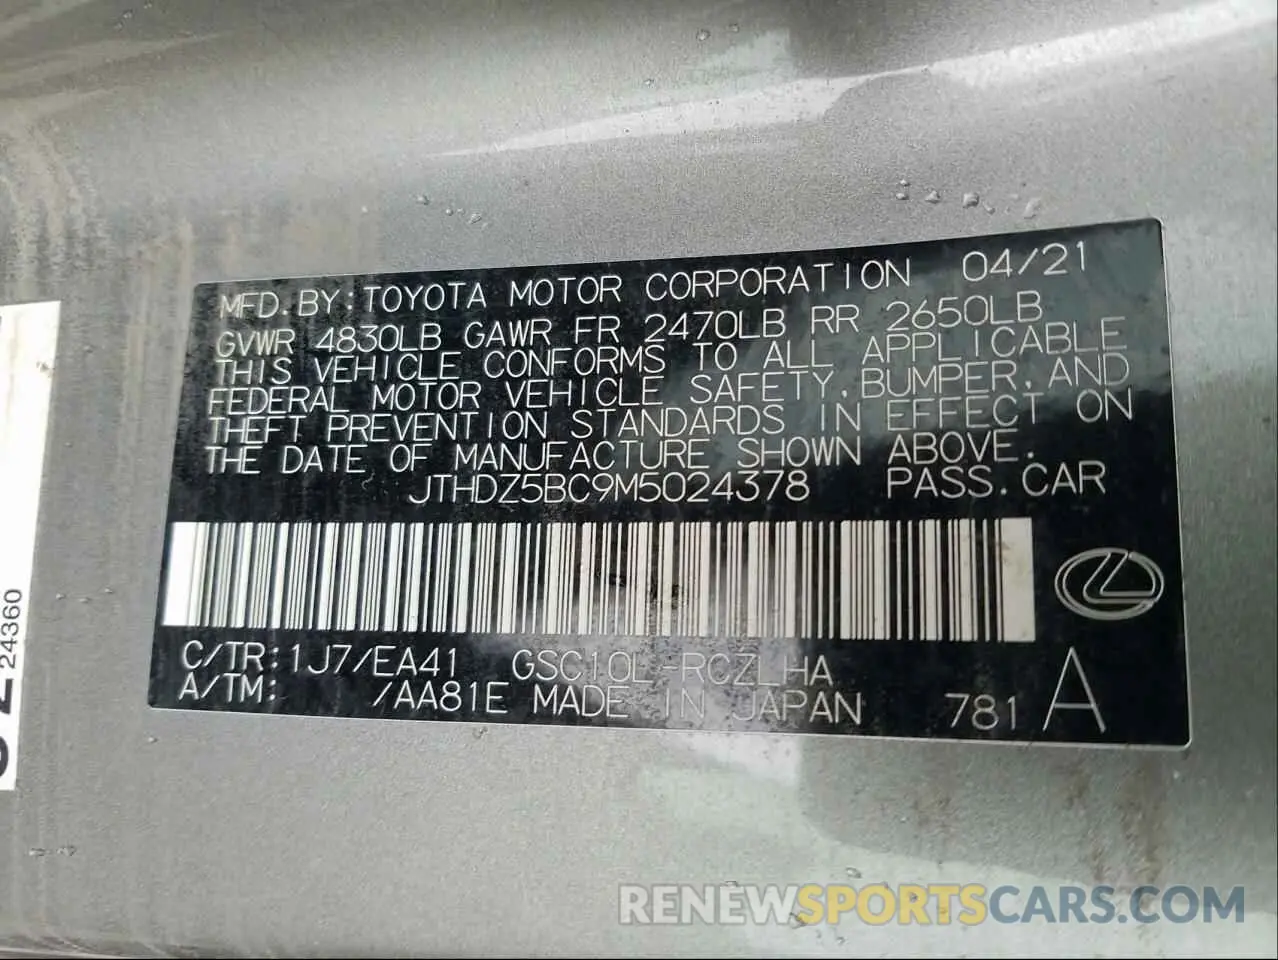 MFD. BY: TOYOTA MOTOR CORPORATION 04/21
GVWR 4830LB GAWR FR 2470LB RR 2650LB
THIS VEHICLE CONFORMS TO ALL APPLICABLE
FEDERAL MOTOR VEHICLE SAFETY, BUMPER, AND
THEFT PREVENTION STANDARDS IN EFFECT ON
THE DATE OF MANUFACTURE SHOWN ABOVE.
JTHDZ5BC9M5024378 PASS. CAR
C/TR: 1J7/EA41 GSC10L-RCZLHA
A/TM: /AA81E MADE IN JAPAN 781 A
24360
RENEWSPORTSCARS.COM